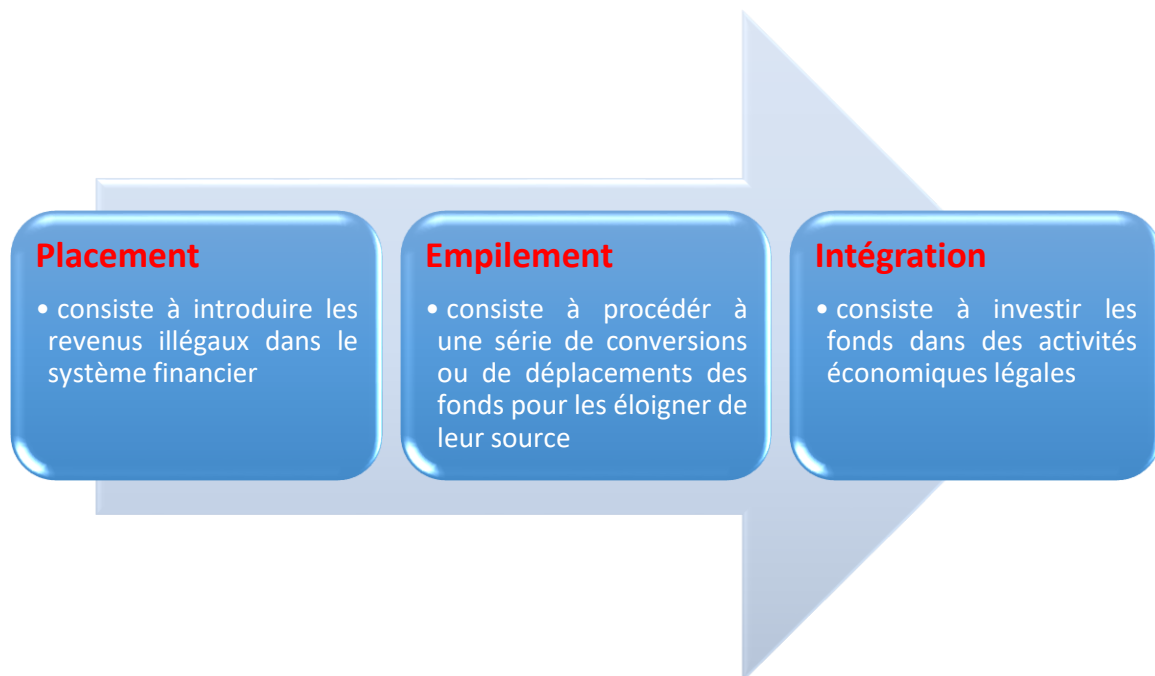 Placement
• consiste à introduire les
revenus illégaux dans le
système financier
Empilement
• consiste à procédér à
une série de conversions
ou de déplacements des
fonds pour les éloigner de
leur source
Intégration
• consiste à investir les
fonds dans des activités
économiques légales